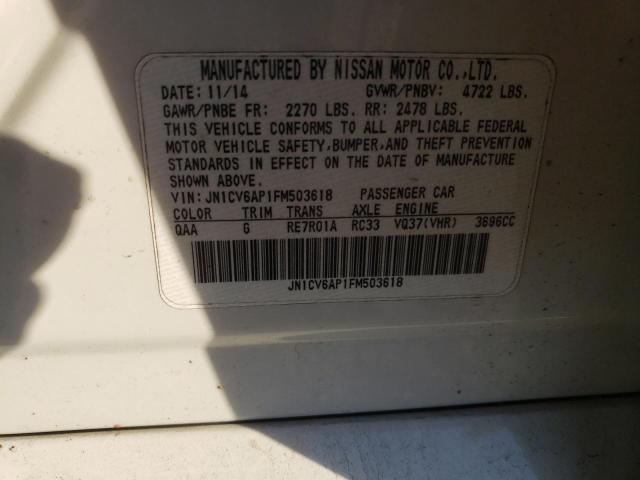 MANUFACTURED BY NISSAN MOTOR CO.,LTD.
DATE: 11/14 GVWR/PNBV: 4722 LBS.
GAWR/PNBE FR: 2270 LBS. RR: 2478 LBS.
THIS VEHICLE CONFORMS TO ALL APPLICABLE FEDERAL
MOTOR VEHICLE SAFETY,BUMPER,AND THEFT PREVENTION
STANDARDS IN EFFECT ON THE DATE OF MANUFACTURE
SHOWN ABOVE.
VIN:JN1CV6AP1FM503618 PASSENGER CAR
COLOR TRIM TRANS AXLE ENGINE
QAA G RE7R01A RC33 VQ37(VHR) 3696CC
JN1CV6AP1FM503618